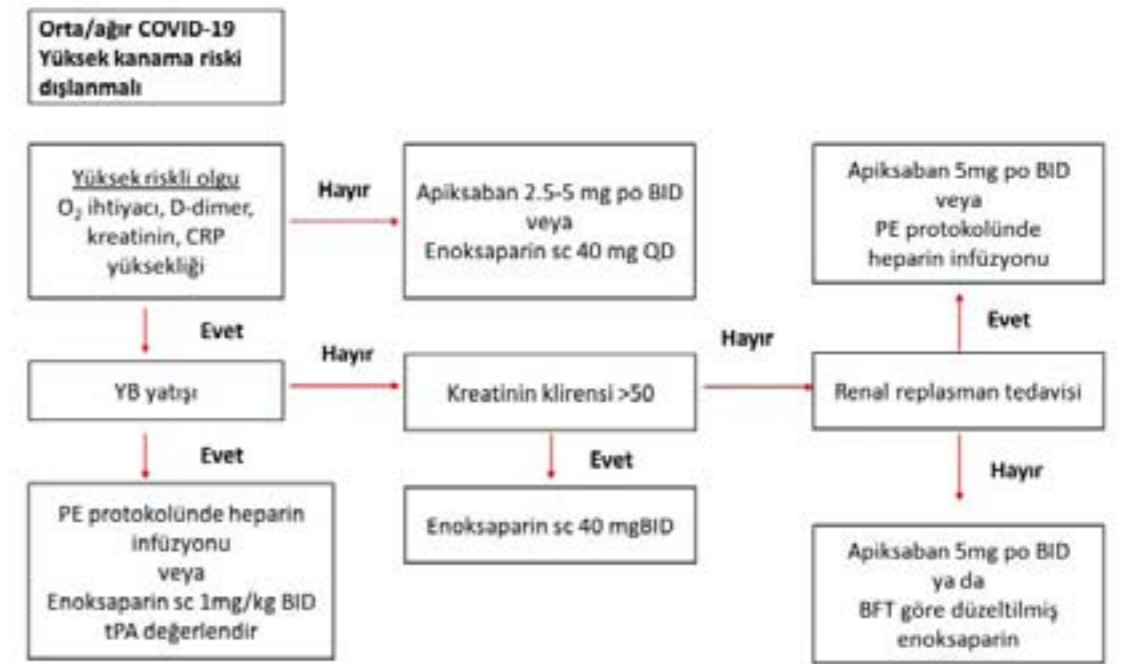 Orta/ağır COVID-19
Yüksek kanama riski
dışlanmalı
Yüksek riskli olgu
O₂ ihtiyacı, D-dimer,
kreatinin, CRP
yüksekliği
Hayır
Apiksaban 2.5-5 mg po BID
veya
Enoksaparin sc 40 mg QD
Apiksaban 5mg po BID
veya
PE protokolünde
heparin infüzyonu
Evet
Hayır
Hayır
Evet
YB yatışı
Kreatinin klirensi >50
Renal replasman tedavisi
Evet
Evet
Hayır
PE protokolünde heparin
infüzyonu
veya
Enoksaparin sc 1mg/kg BID
tPA değerlendir
Enoksaparin sc 40 mgBID
Apiksaban 5mg po BID
ya da
BFT göre düzeltilmiş
enoksaparin